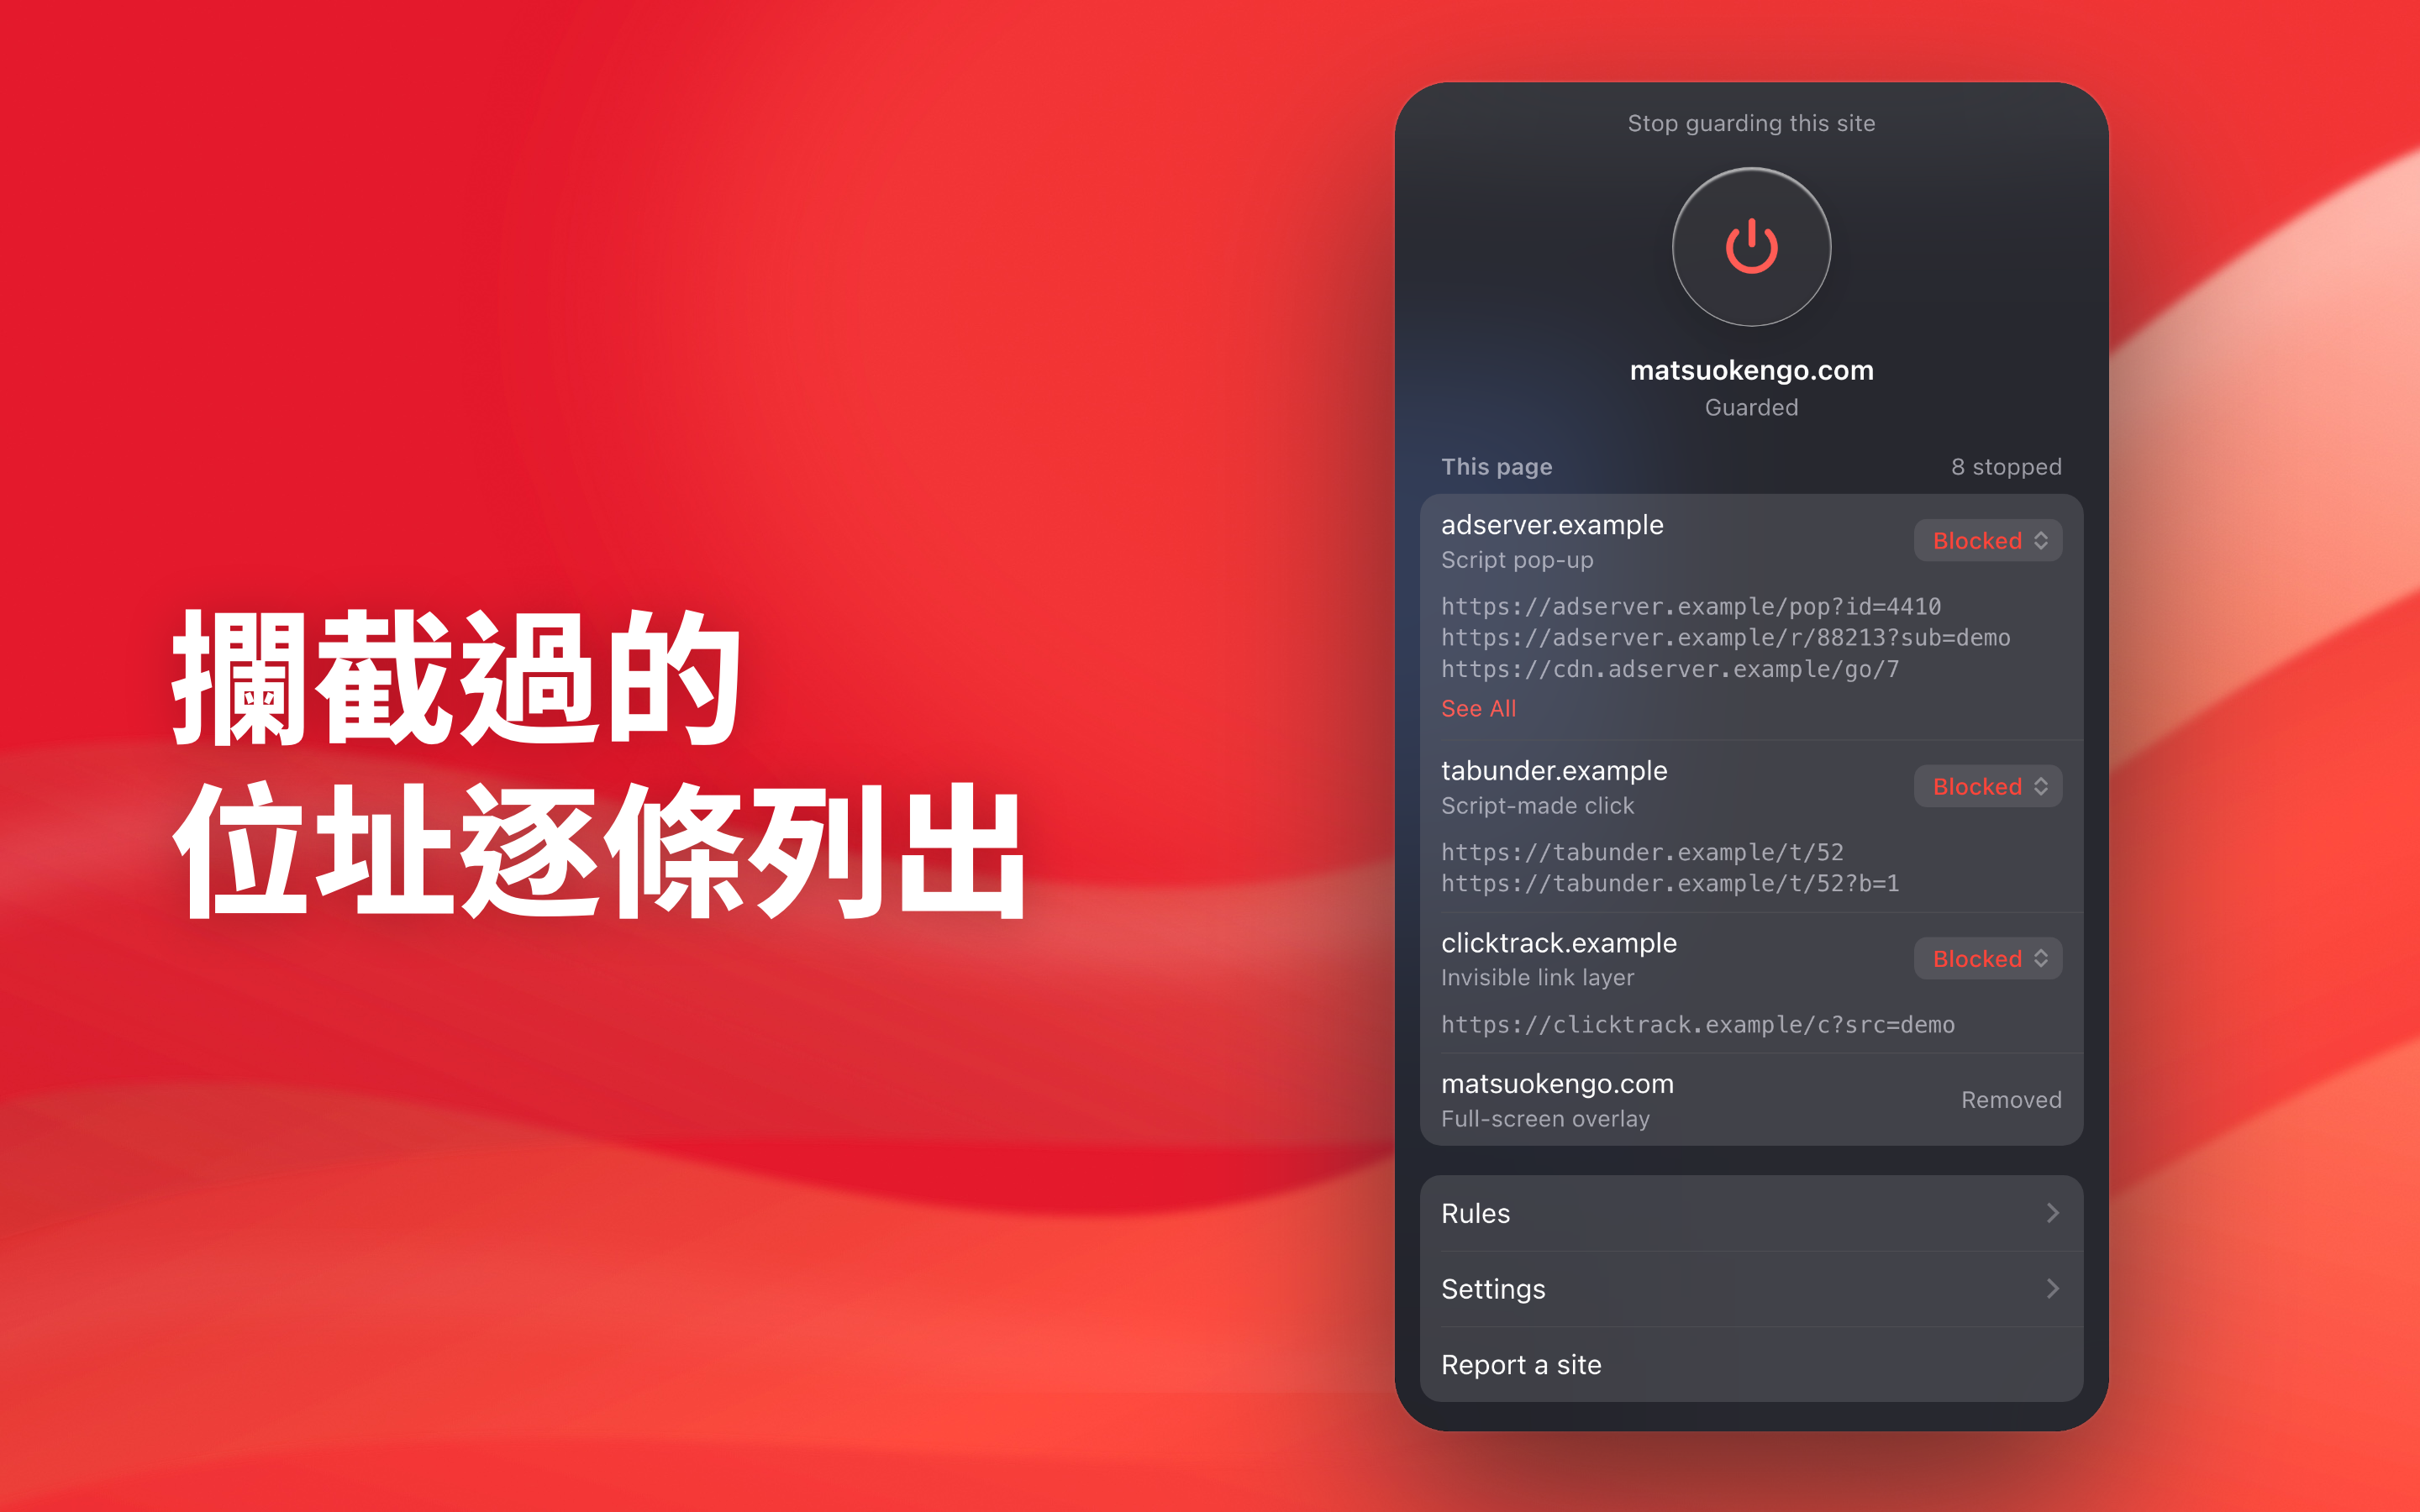 攔截過的
位址逐條列出
Stop guarding this site
matsuokengo.com
Guarded
This page
8 stopped
adserver.example
Blocked
Script pop-up
https://adserver.example/pop?id=4410
https://adserver.example/r/88213?sub=demo
https://cdn.adserver.example/go/7
See All
tabunder.example
Blocked
Script-made click
https://tabunder.example/t/52
https://tabunder.example/t/52?b=1
clicktrack.example
Blocked
Invisible link layer
https://clicktrack.example/c?src=demo
matsuokengo.com
Removed
Full-screen overlay
Rules
Settings
Report a site